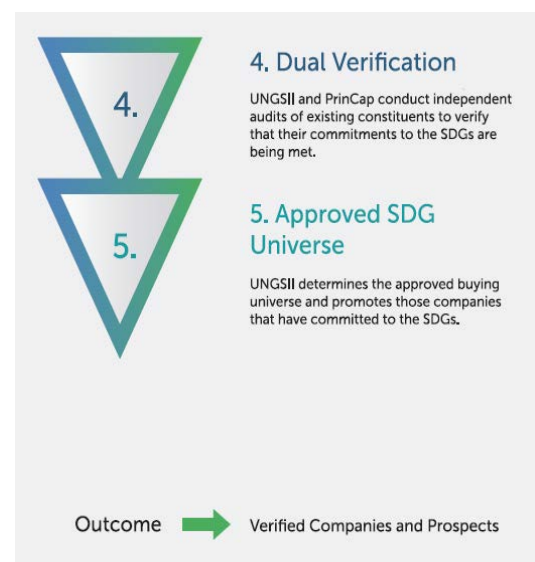 4.
4. Dual Verification
UNGSII and PrinCap conduct independent
audits of existing constituents to verify
that their commitments to the SDGs are
being met.
5.
5. Approved SDG
Universe
UNGSII determines the approved buying
universe and promotes those companies
that have committed to the SDGs.
Outcome
Verified Companies and Prospects